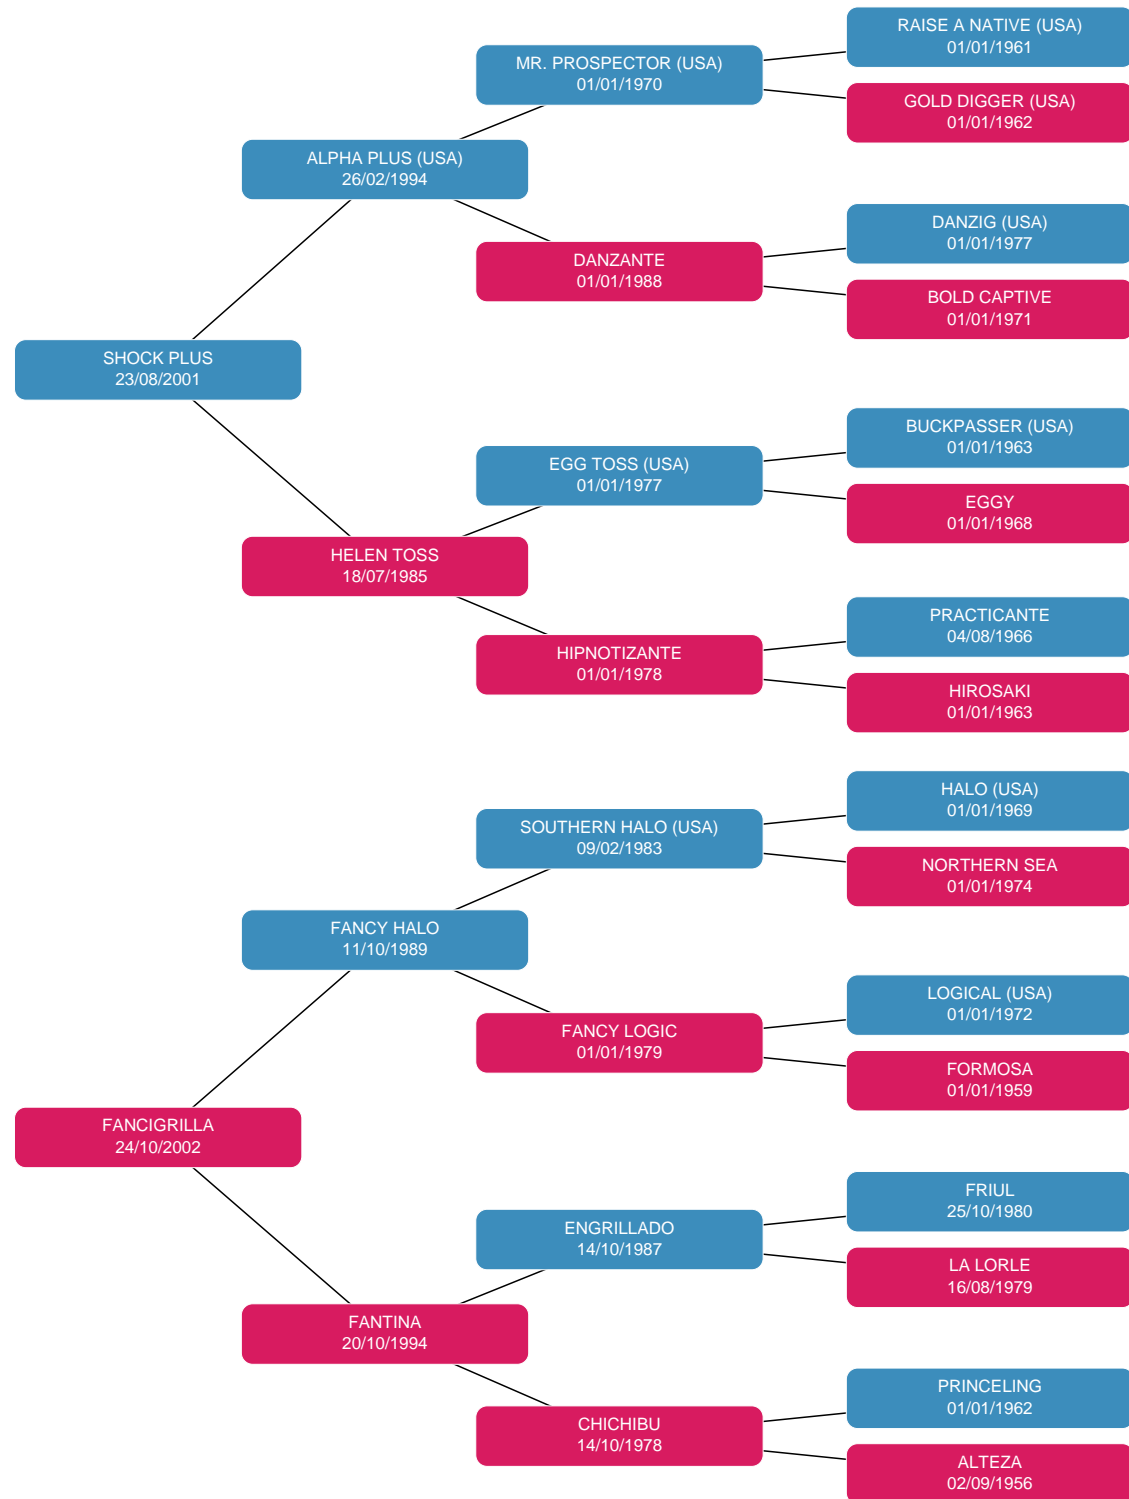 RAISE A NATIVE (USA)
01/01/1961
MR. PROSPECTOR (USA)
01/01/1970
GOLD DIGGER (USA)
01/01/1962
ALPHA PLUS (USA)
26/02/1994
DANZIG (USA)
01/01/1977
DANZANTE
01/01/1988
BOLD CAPTIVE
01/01/1971
SHOCK PLUS
23/08/2001
BUCKPASSER (USA)
01/01/1963
EGG TOSS (USA)
01/01/1977
EGGY
01/01/1968
HELEN TOSS
18/07/1985
PRACTICANTE
04/08/1966
HIPNOTIZANTE
01/01/1978
HIROSAKI
01/01/1963
HALO (USA)
01/01/1969
SOUTHERN HALO (USA)
09/02/1983
NORTHERN SEA
01/01/1974
FANCY HALO
11/10/1989
LOGICAL (USA)
01/01/1972
FANCY LOGIC
01/01/1979
FORMOSA
01/01/1959
FANCIGRILLA
24/10/2002
FRIUL
25/10/1980
ENGRILLADO
14/10/1987
LA LORLE
16/08/1979
FANTINA
20/10/1994
PRINCELING
01/01/1962
CHICHIBU
14/10/1978
ALTEZA
02/09/1956